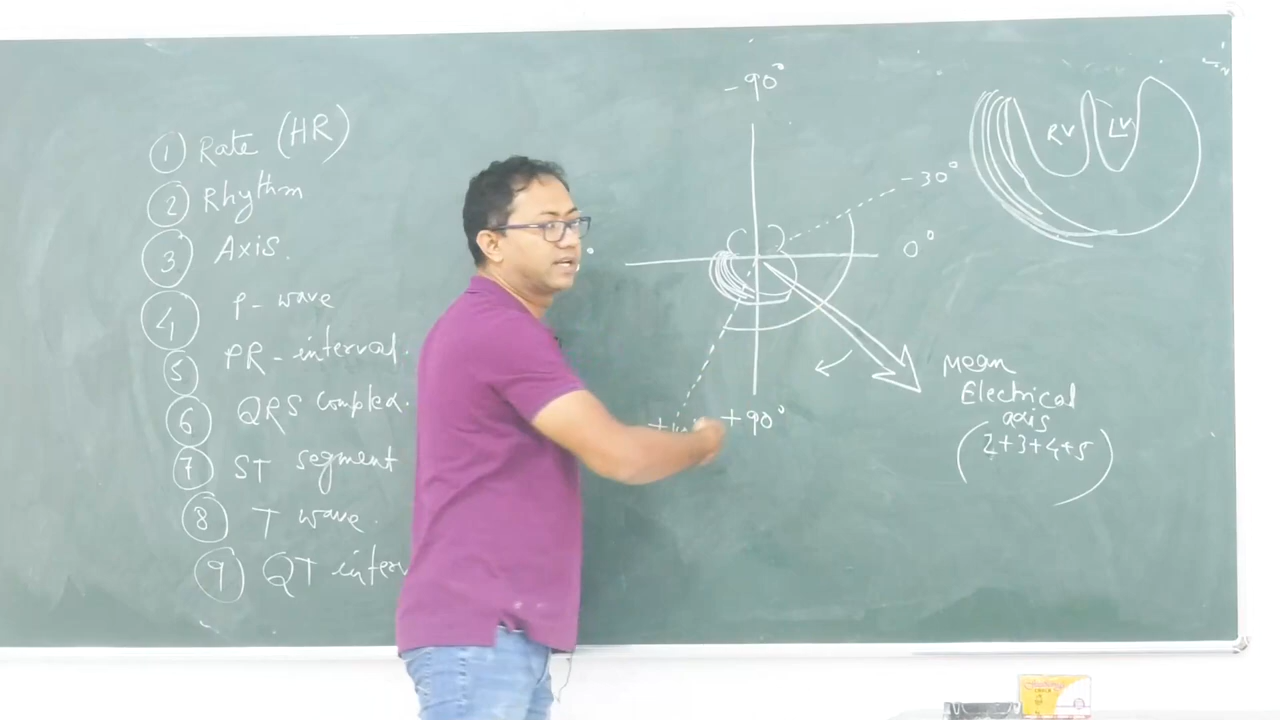 ① Rate (HR)
② Rhythm
③ Axis.
④ P-wave
⑤ PR-interval.
⑥ QRS complex.
⑦ ST segment
⑧ T wave.
⑨ QT interv
-90°
-30°
0°
+90°
RV LV
Mean
Electrical
axis
(2+3+4+5)